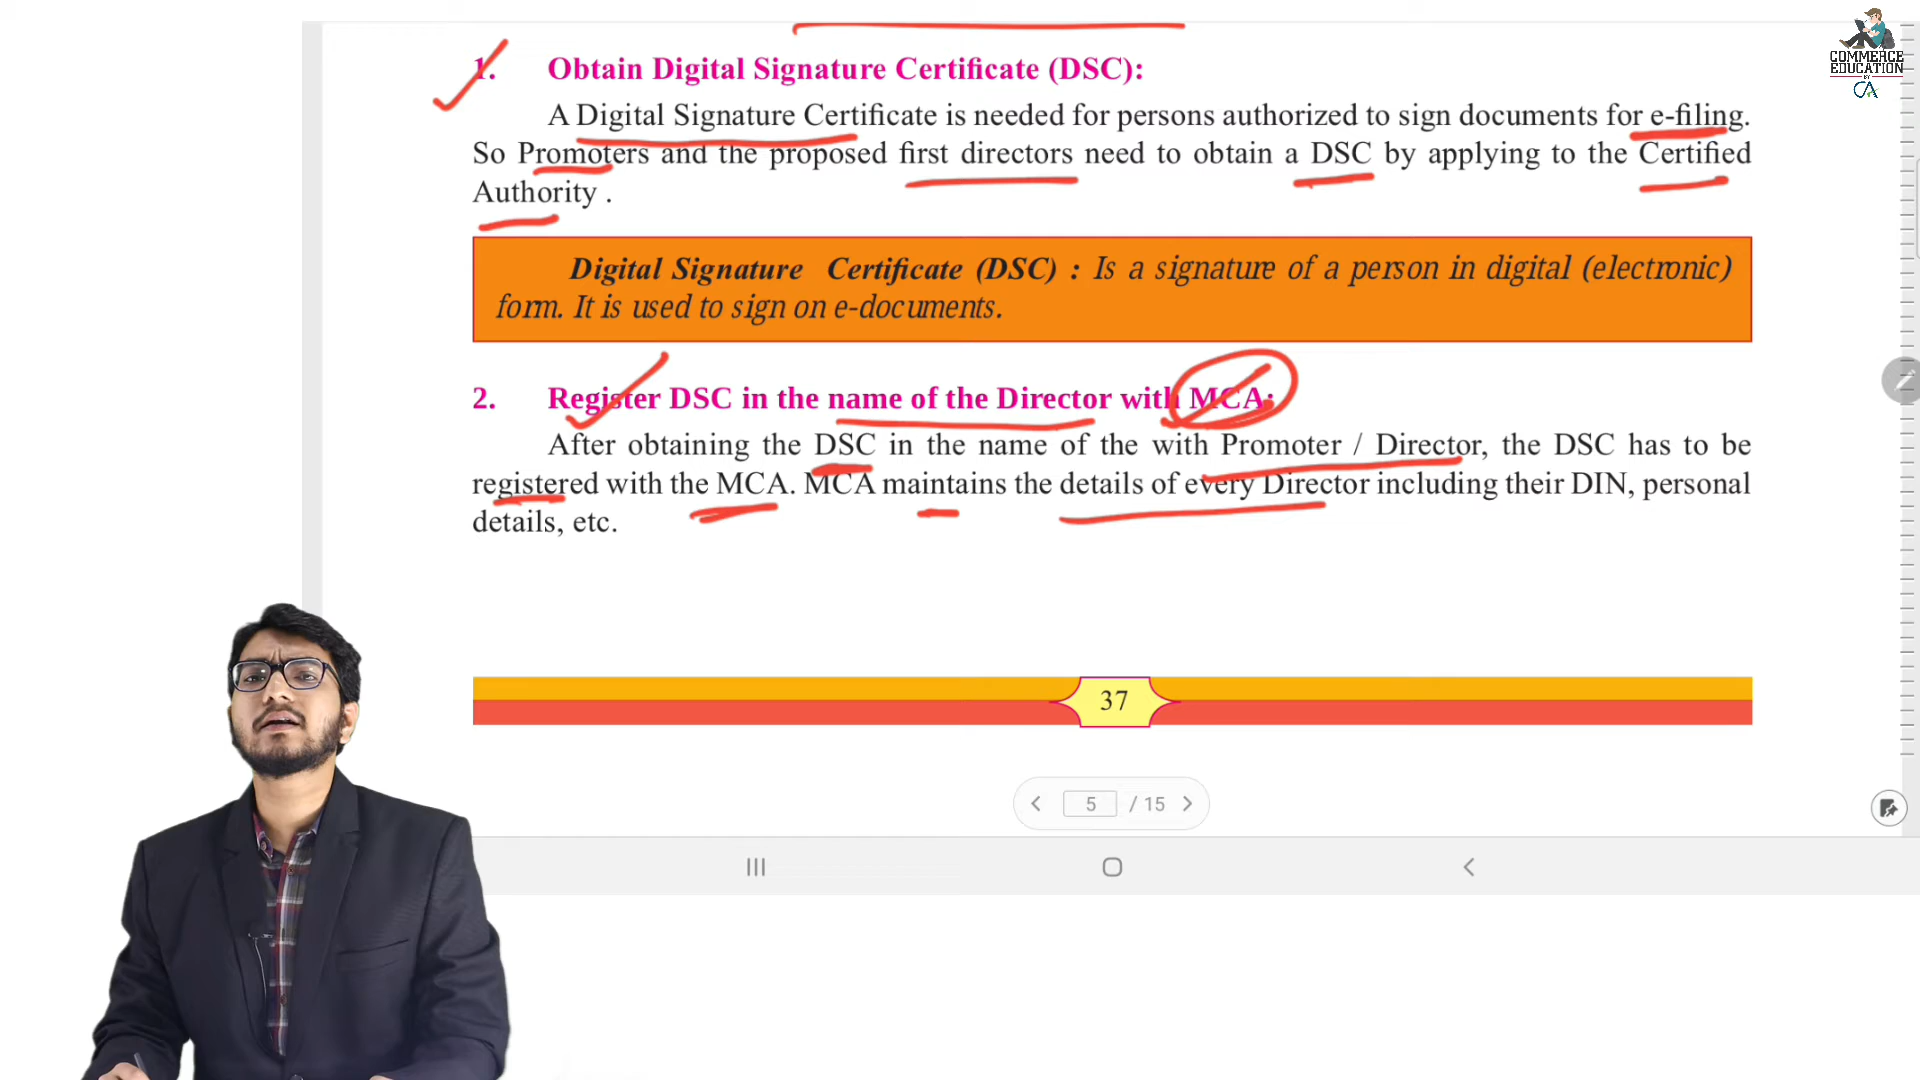 COMMERCE
EDUCATION
BY
CA
1. Obtain Digital Signature Certificate (DSC):
A Digital Signature Certificate is needed for persons authorized to sign documents for e-filing.
So Promoters and the proposed first directors need to obtain a DSC by applying to the Certified
Authority .
Digital Signature Certificate (DSC) : Is a signature of a person in digital (electronic)
form. It is used to sign on e-documents.
2. Register DSC in the name of the Director with MCA:
After obtaining the DSC in the name of the with Promoter / Director, the DSC has to be
registered with the MCA. MCA maintains the details of every Director including their DIN, personal
details, etc.
37
5 / 15